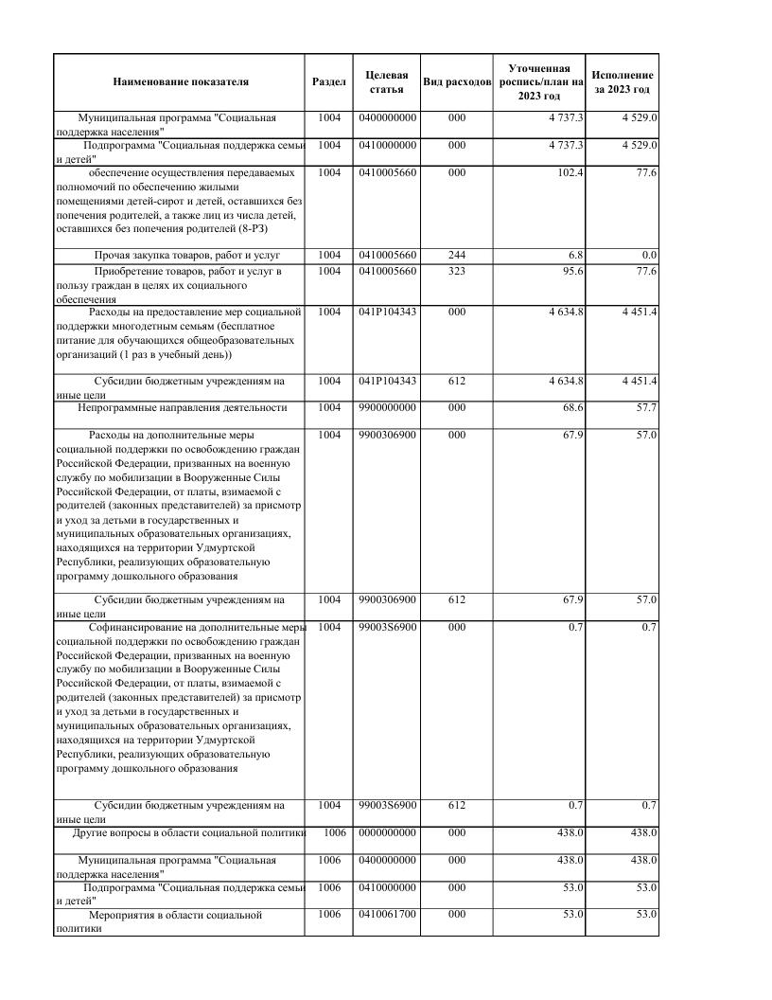 Наименование показателя Раздел Целевая статья Вид расходов Уточненная роспись/план на 2023 год Исполнение за 2023 год
Муниципальная программа "Социальная 1004 0400000000 000 4 737.3 4 529.0
поддержка населения"
Подпрограмма "Социальная поддержка семьи 1004 0410000000 000 4 737.3 4 529.0
и детей"
обеспечение осуществления передаваемых 1004 0410005660 000 102.4 77.6
полномочий по обеспечению жилыми
помещениями детей-сирот и детей, оставшихся без
попечения родителей, а также лиц из числа детей,
оставшихся без попечения родителей (8-РЗ)
Прочая закупка товаров, работ и услуг 1004 0410005660 244 6.8 0.0
Приобретение товаров, работ и услуг в 1004 0410005660 323 95.6 77.6
пользу граждан в целях их социального
обеспечения
Расходы на предоставление мер социальной 1004 041P104343 000 4 634.8 4 451.4
поддержки многодетным семьям (бесплатное
питание для обучающихся общеобразовательных
организаций (1 раз в учебный день))
Субсидии бюджетным учреждениям на 1004 041P104343 612 4 634.8 4 451.4
иные цели
Непрограммные направления деятельности 1004 9900000000 000 68.6 57.7
Расходы на дополнительные меры 1004 9900306900 000 67.9 57.0
социальной поддержки по освобождению граждан
Российской Федерации, призванных на военную
службу по мобилизации в Вооруженные Силы
Российской Федерации, от платы, взимаемой с
родителей (законных представителей) за присмотр
и уход за детьми в государственных и
муниципальных образовательных организациях,
находящихся на территории Удмуртской
Республики, реализующих образовательную
программу дошкольного образования
Субсидии бюджетным учреждениям на 1004 9900306900 612 67.9 57.0
иные цели
Софинансирование на дополнительные меры 1004 99003S6900 000 0.7 0.7
социальной поддержки по освобождению граждан
Российской Федерации, призванных на военную
службу по мобилизации в Вооруженные Силы
Российской Федерации, от платы, взимаемой с
родителей (законных представителей) за присмотр
и уход за детьми в государственных и
муниципальных образовательных организациях,
находящихся на территории Удмуртской
Республики, реализующих образовательную
программу дошкольного образования
Субсидии бюджетным учреждениям на 1004 99003S6900 612 0.7 0.7
иные цели
Другие вопросы в области социальной политики 1006 0000000000 000 438.0 438.0
Муниципальная программа "Социальная 1006 0400000000 000 438.0 438.0
поддержка населения"
Подпрограмма "Социальная поддержка семьи 1006 0410000000 000 53.0 53.0
и детей"
Мероприятия в области социальной 1006 0410061700 000 53.0 53.0
политики